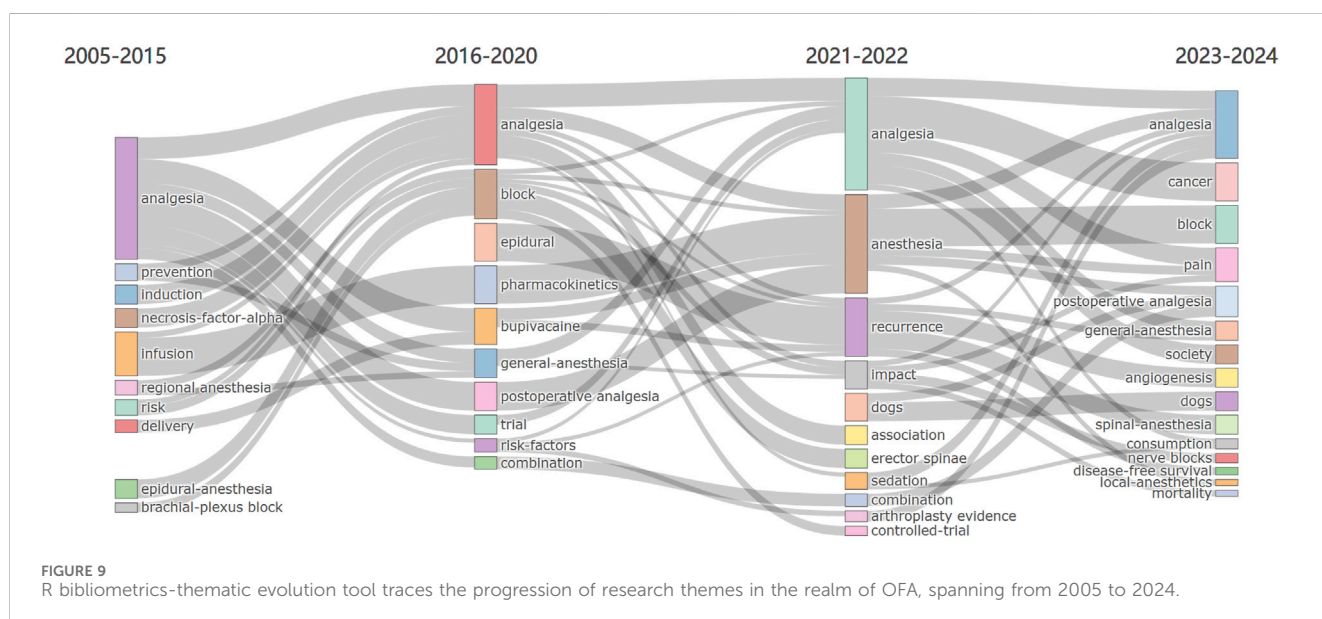 2005-2015
2016-2020
2021-2022
2023-2024
analgesia
prevention
induction
necrosis-factor-alpha
infusion
regional anesthesia
risk
delivery
epidural-anesthesia
brachial-plexus block
analgesia
block
epidural
pharmacokinetics
bupivacaine
general-anesthesia
postoperative analgesia
trial
risk-factors
combination
analgesia
anesthesia
recurrence
impact
dogs
association
erector spinae
sedation
combination
arthroplasty evidence
controlled-trial
analgesia
cancer
block
pain
postoperative analgesia
general-anesthesia
society
angiogenesis
dogs
spinal-anesthesia
consumption
nerve blocks
disease-free survival
local-anesthetics
mortality
FIGURE 9
R bibliometrics-thematic evolution tool traces the progression of research themes in the realm of OFA, spanning from 2005 to 2024.